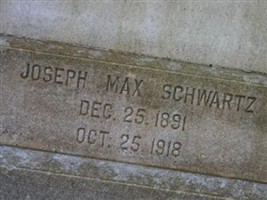 JOSEPH MAX SCHWARTZ
DEC. 25. 1891
OCT. 25 1918